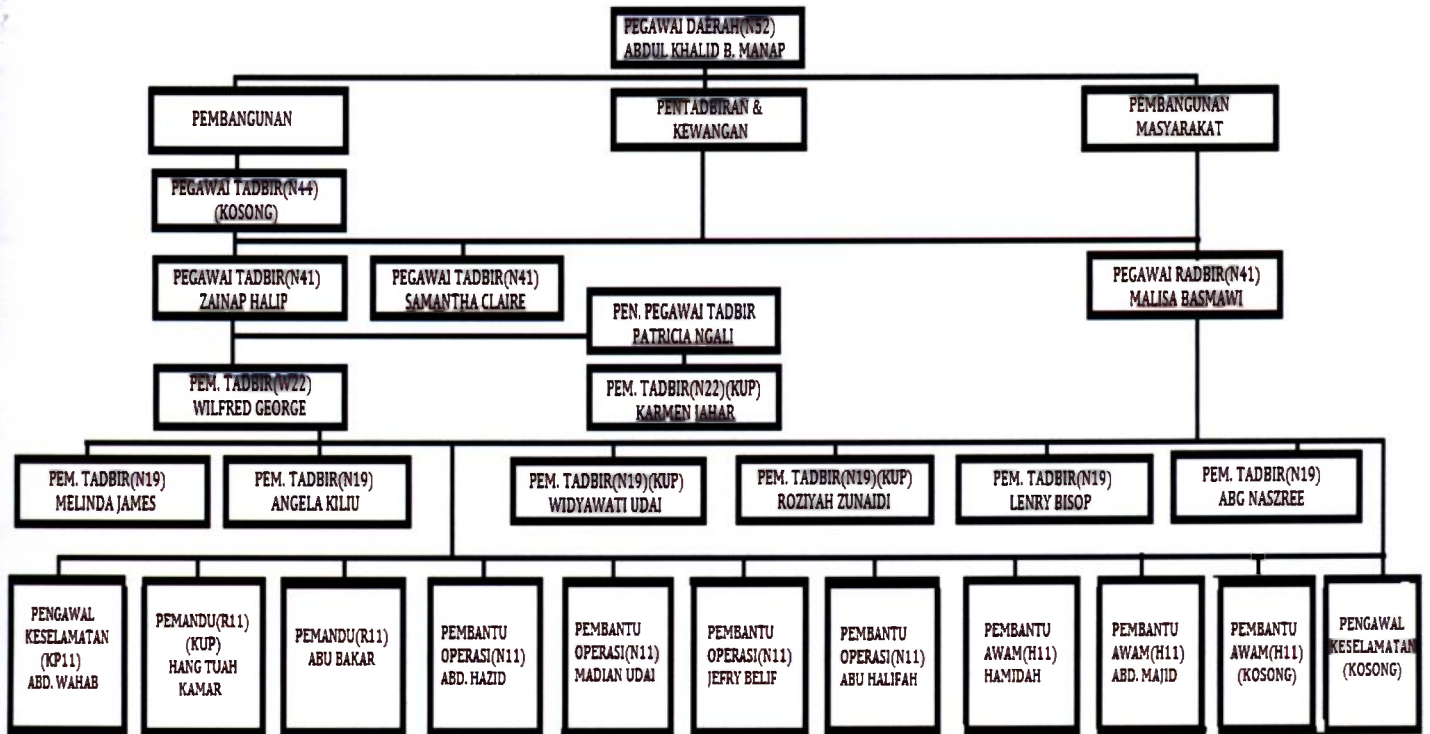 PEGAWAI DAERAH(N52)
ABDUL KHALID B. MANAP
PEMBANGUNAN
PENTADBIRAN &
KEWANGAN
PEMBANGUNAN
MASYARAKAT
PEGAWAI TADBIR(N44)
(KOSONG)
PEGAWAI TADBIR(N41)
ZAINAP HALIP
PEGAWAI TADBIR(N41)
SAMANTHA CLAIRE
PEGAWAI RADBIR(N41)
MALISA BASMAWI
PEN. PEGAWAI TADBIR
PATRICIA NGALI
PEM. TADBIR(W22)
WILFRED GEORGE
PEM. TADBIR(N22)(KUP)
KARMEN JAHAR
PEM. TADBIR(N19)
MELINDA JAMES
PEM. TADBIR(N19)
ANGELA KILIU
PEM. TADBIR(N19)(KUP)
WIDYAWATI UDAI
PEM. TADBIR(N19)(KUP)
ROZIYAH ZUNAIDI
PEM. TADBIR(N19)
LENRY BISOP
PEM. TADBIR(N19)
ABG NASZREE
PENGAWAL
KESELAMATAN
(KP11)
ABD. WAHAB
PEMANDU(R11)
(KUP)
HANG TUAH
KAMAR
PEMANDU(R11)
ABU BAKAR
PEMBANTU
OPERASI(N11)
ABD. HAZID
PEMBANTU
OPERASI(N11)
MADIAN UDAI
PEMBANTU
OPERASI(N11)
JEFRY BELIF
PEMBANTU
OPERASI(N11)
ABU HALIFAH
PEMBANTU
AWAM(H11)
HAMIDAH
PEMBANTU
AWAM(H11)
ABD. MAJID
PEMBANTU
AWAM(H11)
(KOSONG)
PENGAWAL
KESELAMATAN
(KOSONG)